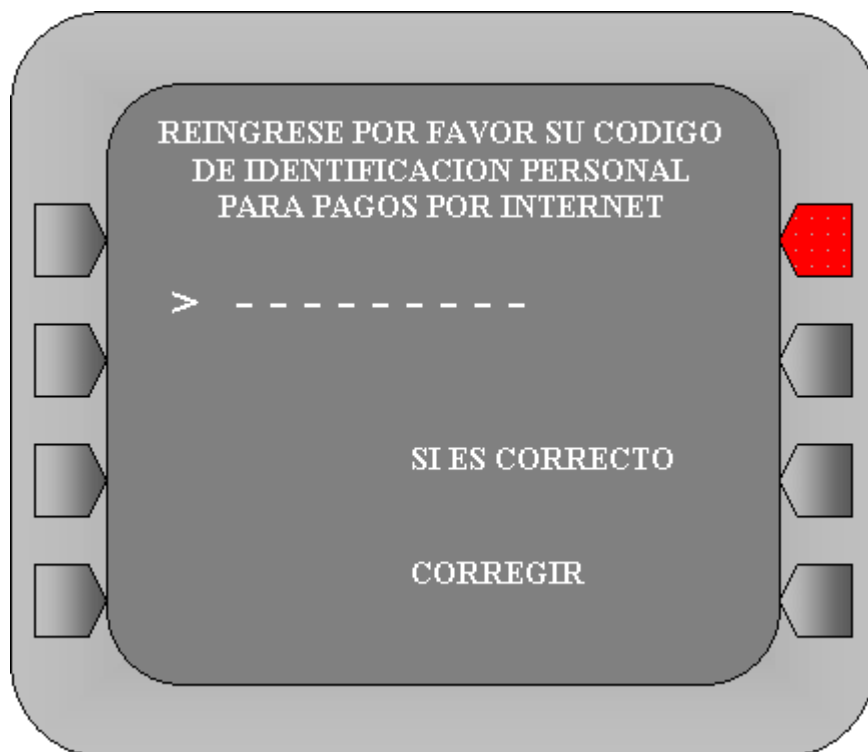 REINGRESE POR FAVOR SU CODIGO
DE IDENTIFICACION PERSONAL
PARA PAGOS POR INTERNET
> _ _ _ _ _ _ _ _ _
SI ES CORRECTO
CORREGIR